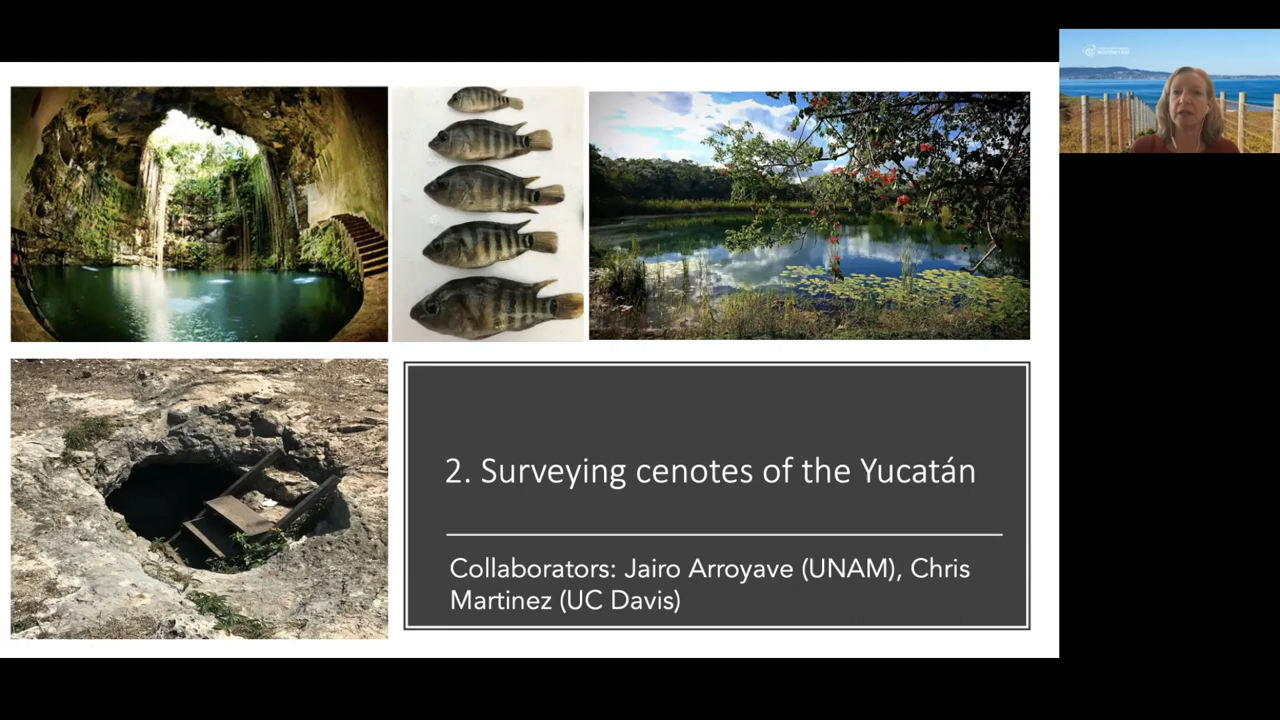 2. Surveying cenotes of the Yucatán
Collaborators: Jairo Arroyave (UNAM), Chris
Martinez (UC Davis)